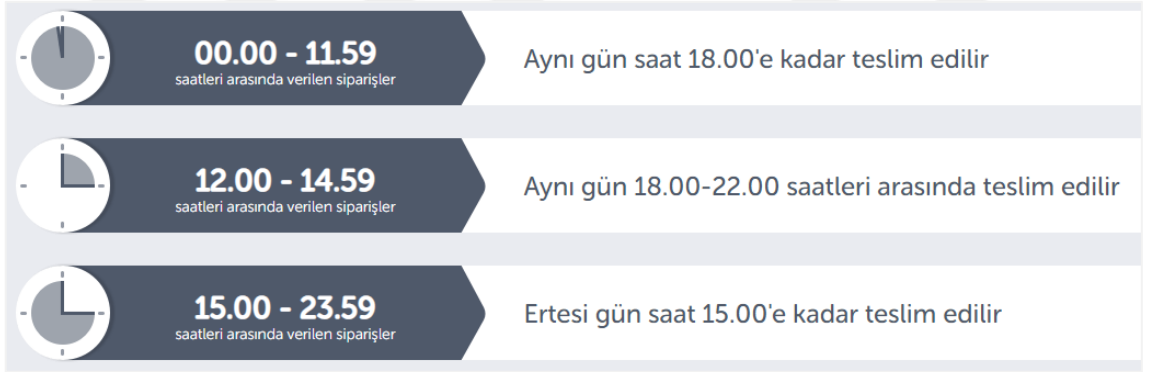 00.00 - 11.59
saatleri arasında verilen siparişler
Aynı gün saat 18.00'e kadar teslim edilir
12.00 - 14.59
saatleri arasında verilen siparişler
Aynı gün 18.00-22.00 saatleri arasında teslim edilir
15.00 - 23.59
saatleri arasında verilen siparişler
Ertesi gün saat 15.00'e kadar teslim edilir